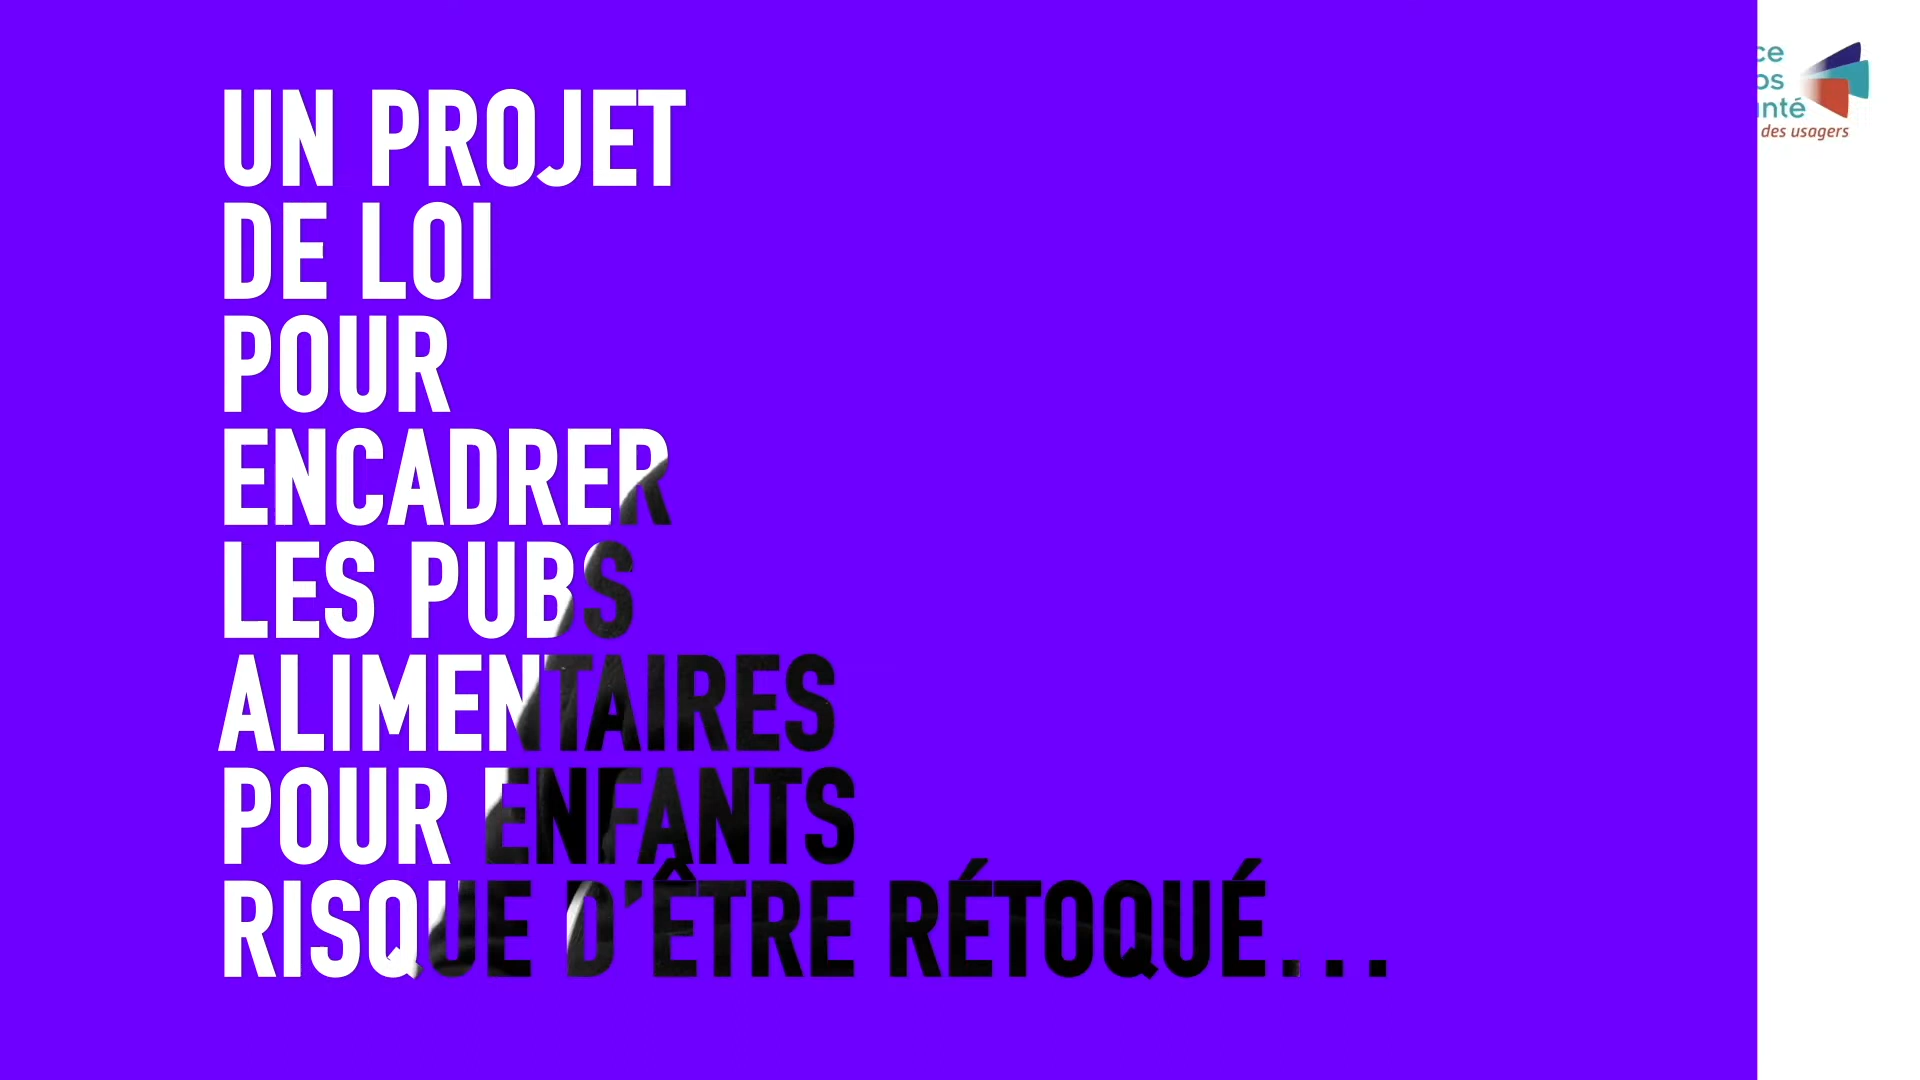 UN PROJET
DE LOI
POUR
ENCADRER
LES PUBS
ALIMENTAIRES
POUR ENFANTS
RISQUE D'ÊTRE RÉTOQUÉ...
des usagers